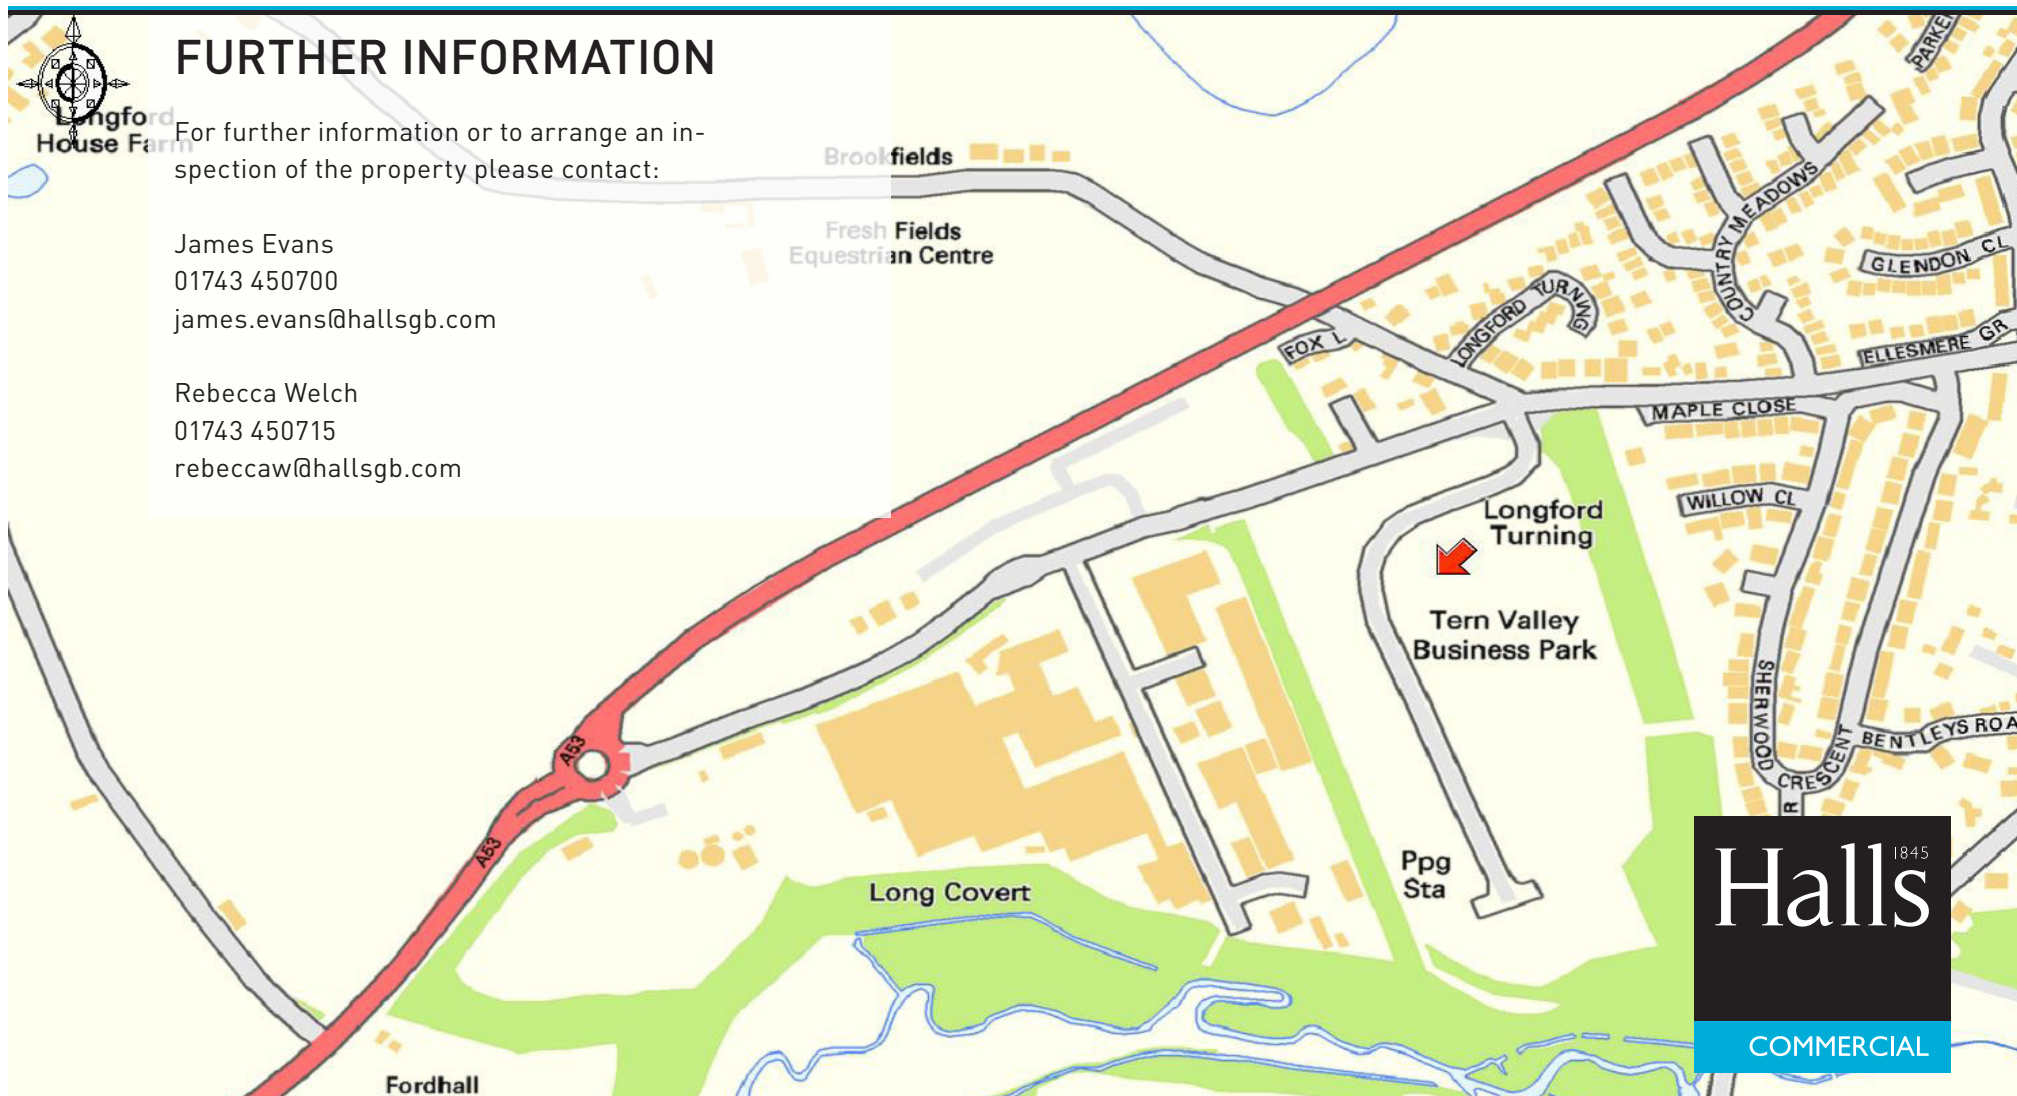 FURTHER INFORMATION
For further information or to arrange an in-
spection of the property please contact:
James Evans
01743 450700
james.evans@hallsgb.com
Rebecca Welch
01743 450715
rebeccaw@hallsgb.com
Longford
House Farm
Brookfields
Fresh Fields
Equestrian Centre
PARKE
COUNTRY MEADOWS
GLENDON CL
LONGFORD TURNING
FOX L
ELLESMERE GR
MAPLE CLOSE
WILLOW CL
Longford
Turning
Tern Valley
Business Park
SHERWOOD CRESCENT
BENTLEYS ROA
R
A53
A53
Ppg
Sta
Long Covert
Fordhall
Halls
1845
COMMERCIAL